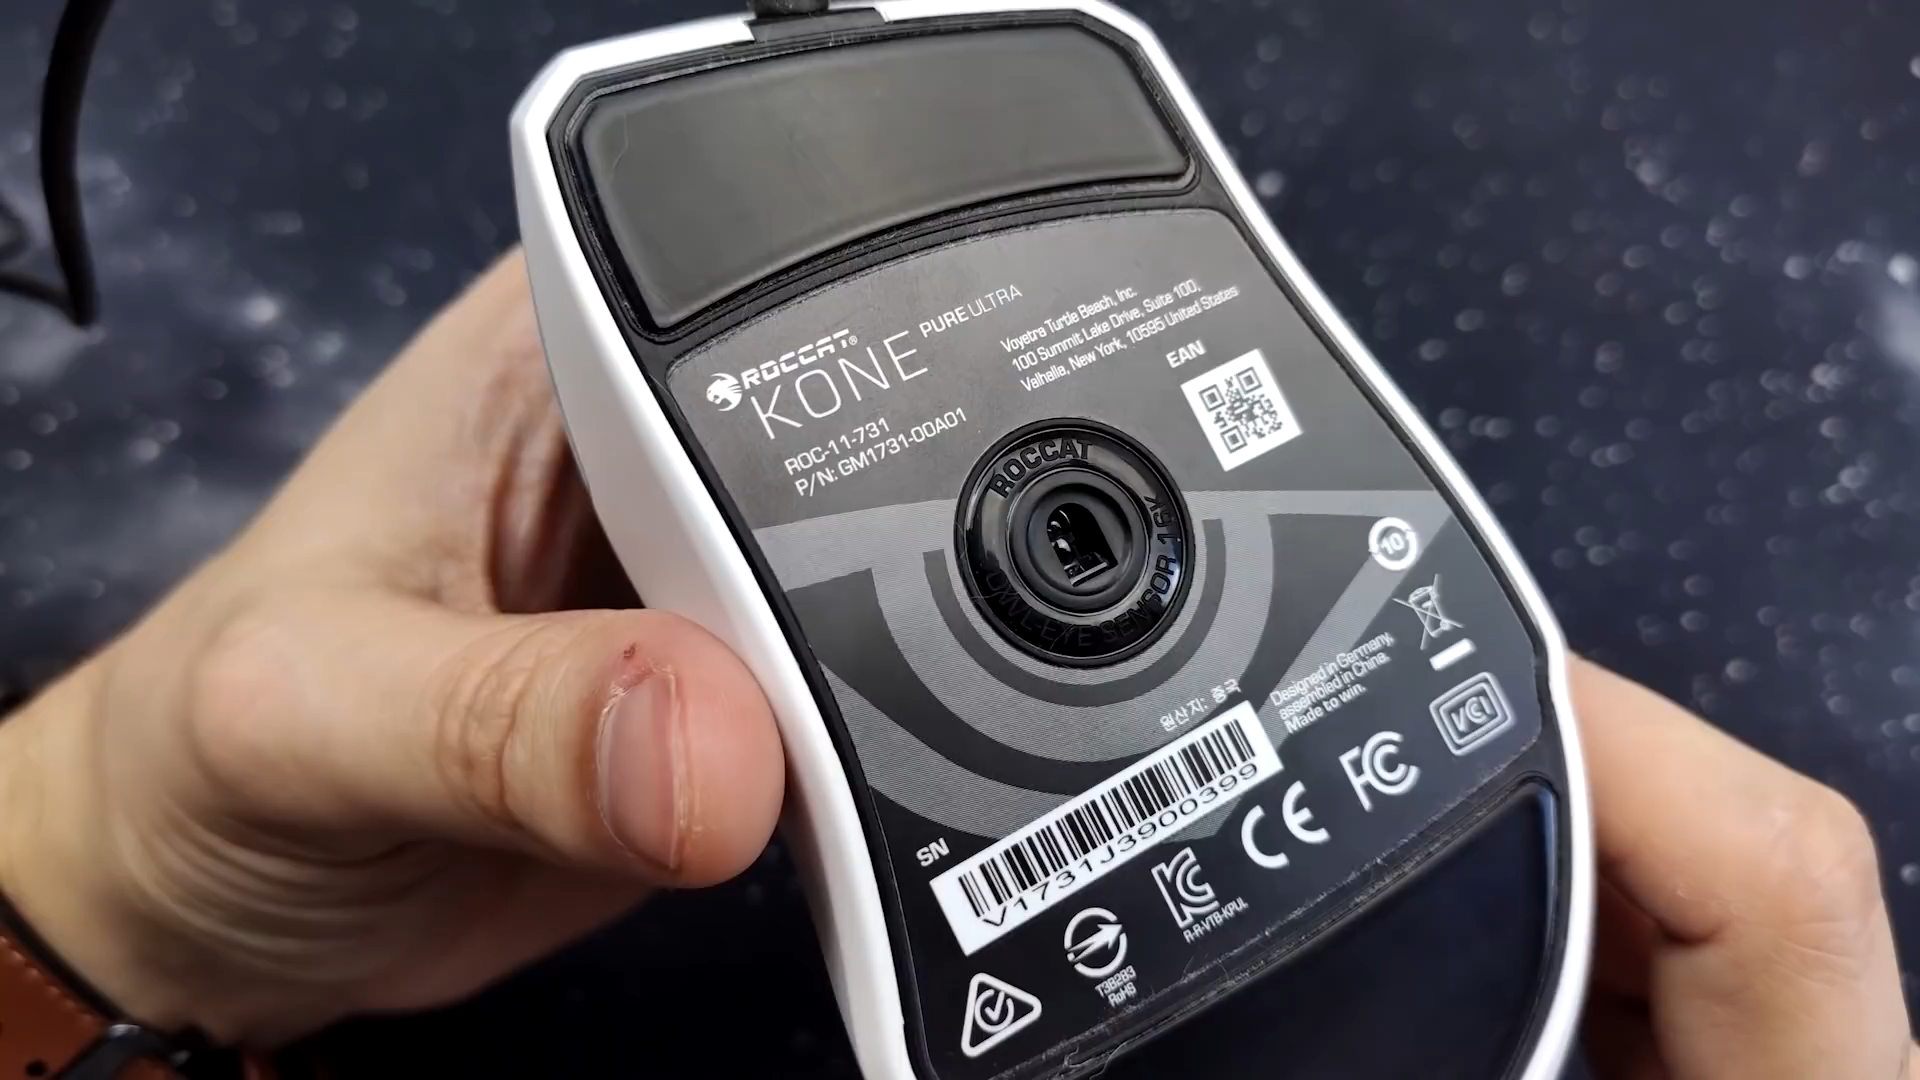 ROCCAT®
KONE PURE ULTRA
ROC-11-731
P/N: GM1731-00A01
Voyetra Turtle Beach, Inc.
100 Summit Lake Drive, Suite 100,
Valhalla, New York, 10595 United States
EAN
ROCCAT
OWL-EYE SENSOR 16K
10
Designed in Germany,
assembled in China.
Made to win.
원산지: 중국
SN
V1731J3900399
VCI
FC
CE
KC
R-R-VTB-KPUL
T3B2B3
RoHS